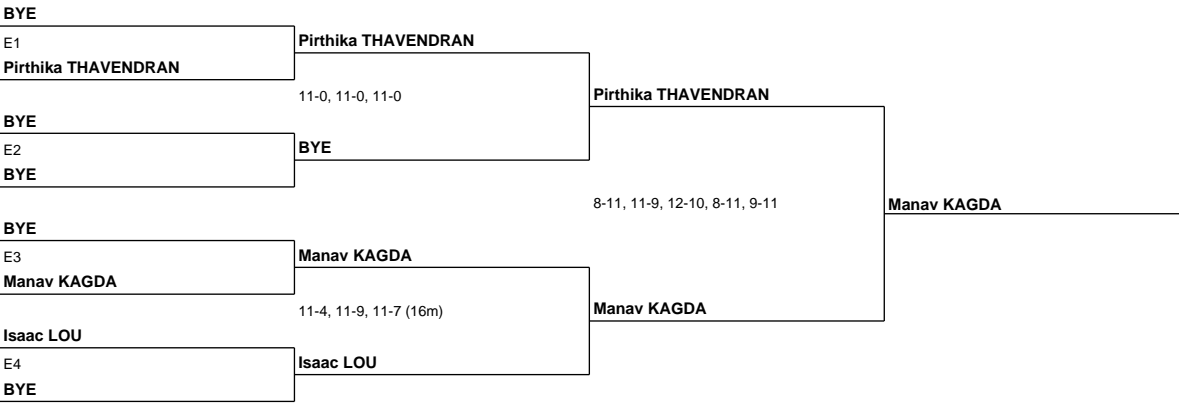 BYE
E1
Pirthika THAVENDRAN
Pirthika THAVENDRAN
11-0, 11-0, 11-0
Pirthika THAVENDRAN
BYE
E2
BYE
BYE
8-11, 11-9, 12-10, 8-11, 9-11
Manav KAGDA
BYE
E3
Manav KAGDA
Manav KAGDA
11-4, 11-9, 11-7 (16m)
Manav KAGDA
Isaac LOU
E4
BYE
Isaac LOU